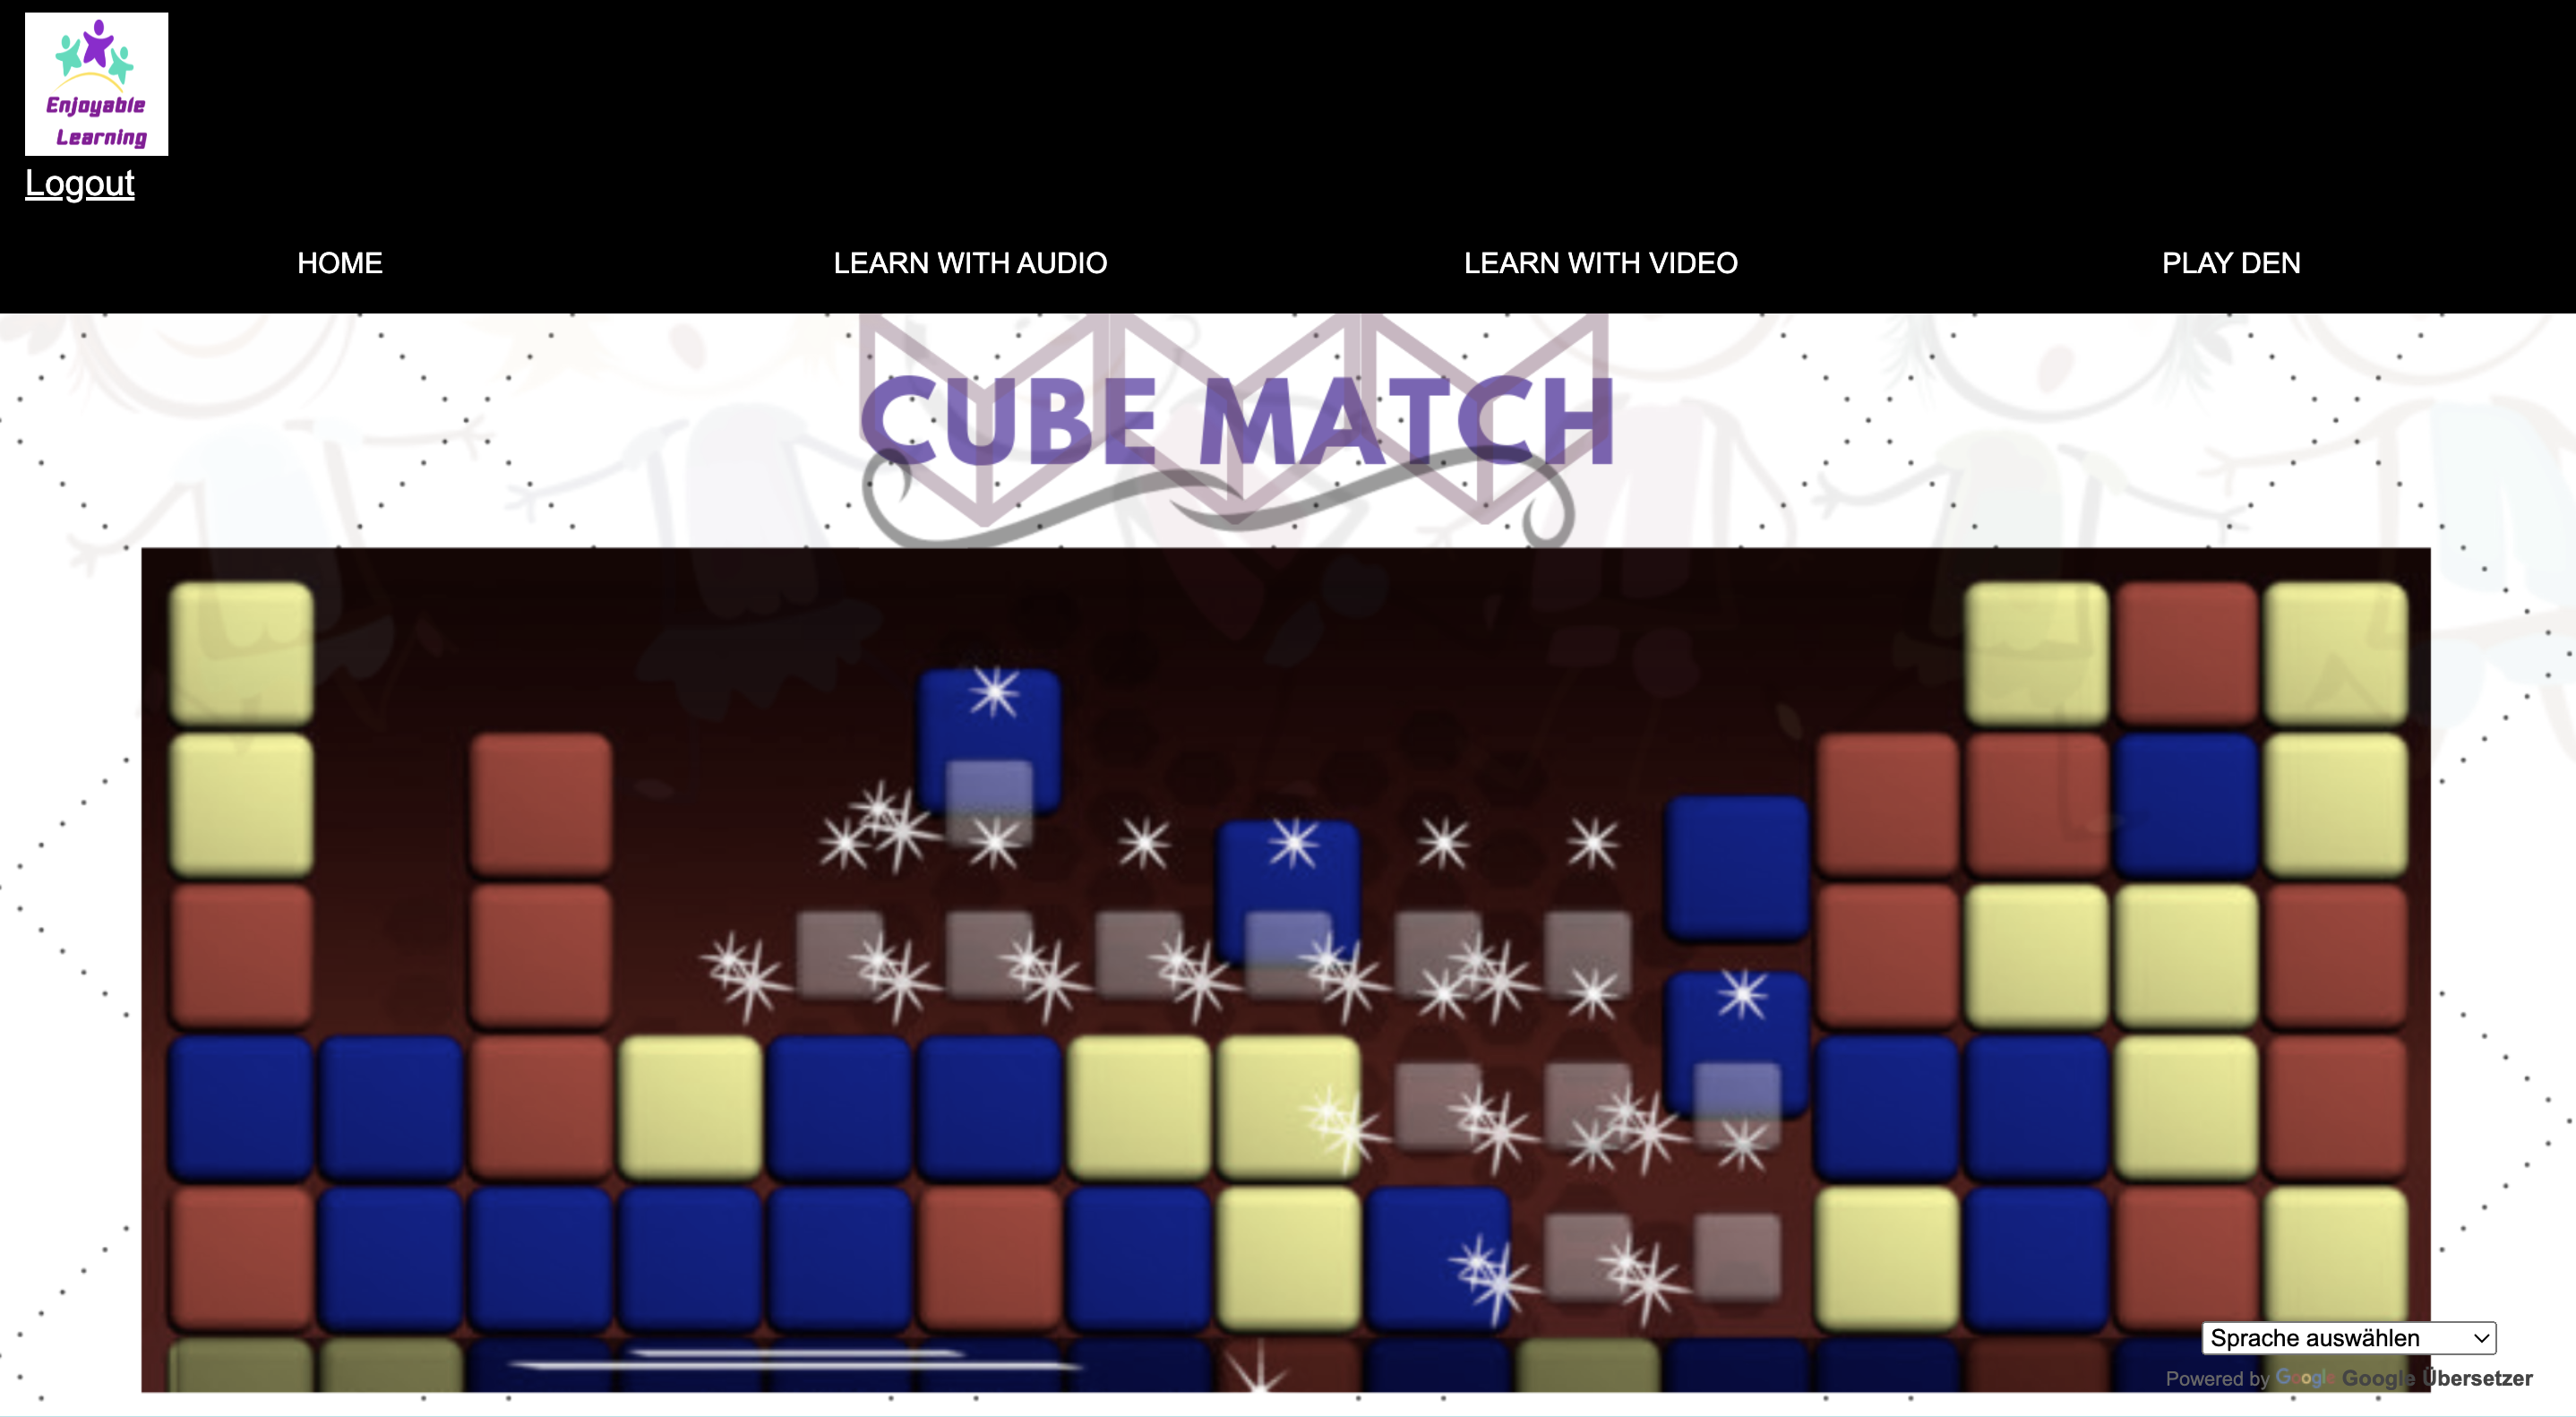 Enjoyable
Learning
Logout
HOME LEARN WITH AUDIO LEARN WITH VIDEO PLAY DEN
CUBE MATCH
Sprache auswählen
Powered by Google Google Übersetzer